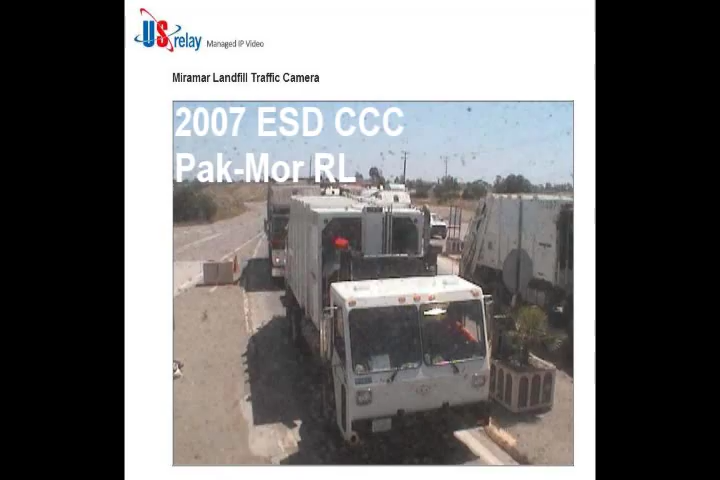 US relay Managed IP Video
Miramar Landfill Traffic Camera
2007 ESD CCC
Pak-Mor RL